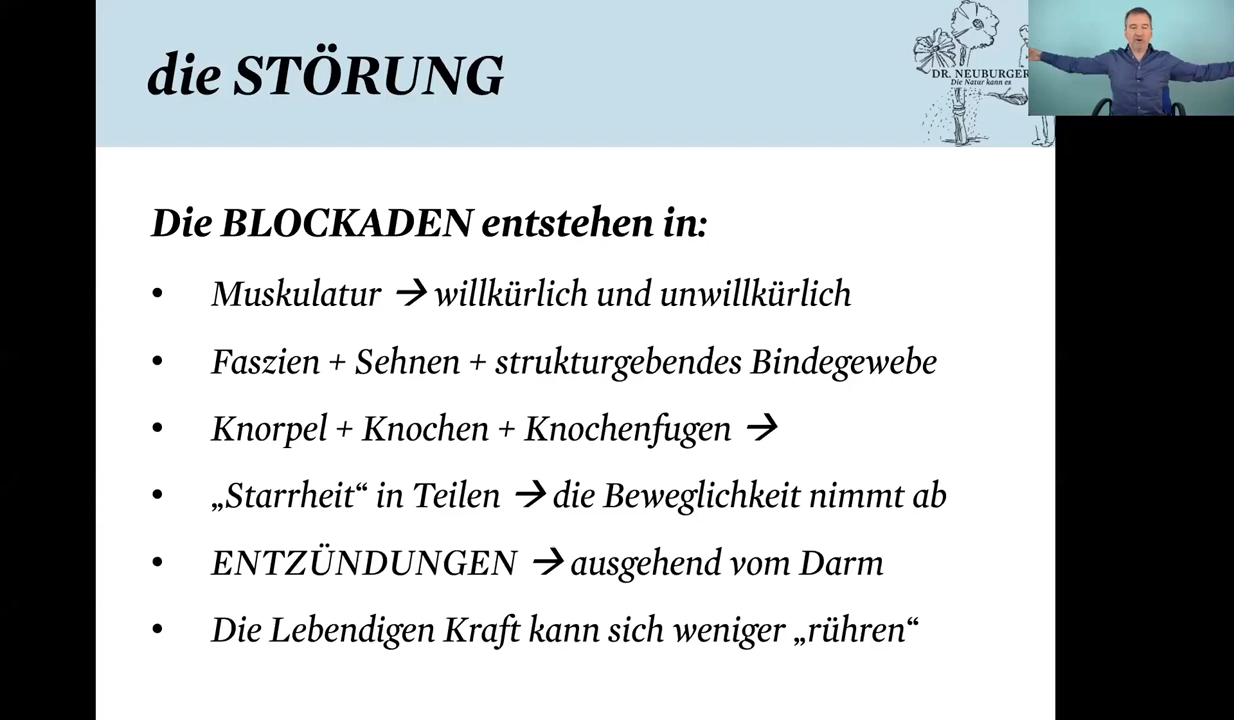 die STÖRUNG
DR. NEUBURGER
Die Natur kann es
Die BLOCKADEN entstehen in:
• Muskulatur → willkürlich und unwillkürlich
• Faszien + Sehnen + strukturgebendes Bindegewebe
• Knorpel + Knochen + Knochenfugen →
• „Starrheit“ in Teilen → die Beweglichkeit nimmt ab
• ENTZÜNDUNGEN → ausgehend vom Darm
• Die Lebendigen Kraft kann sich weniger „rühren“